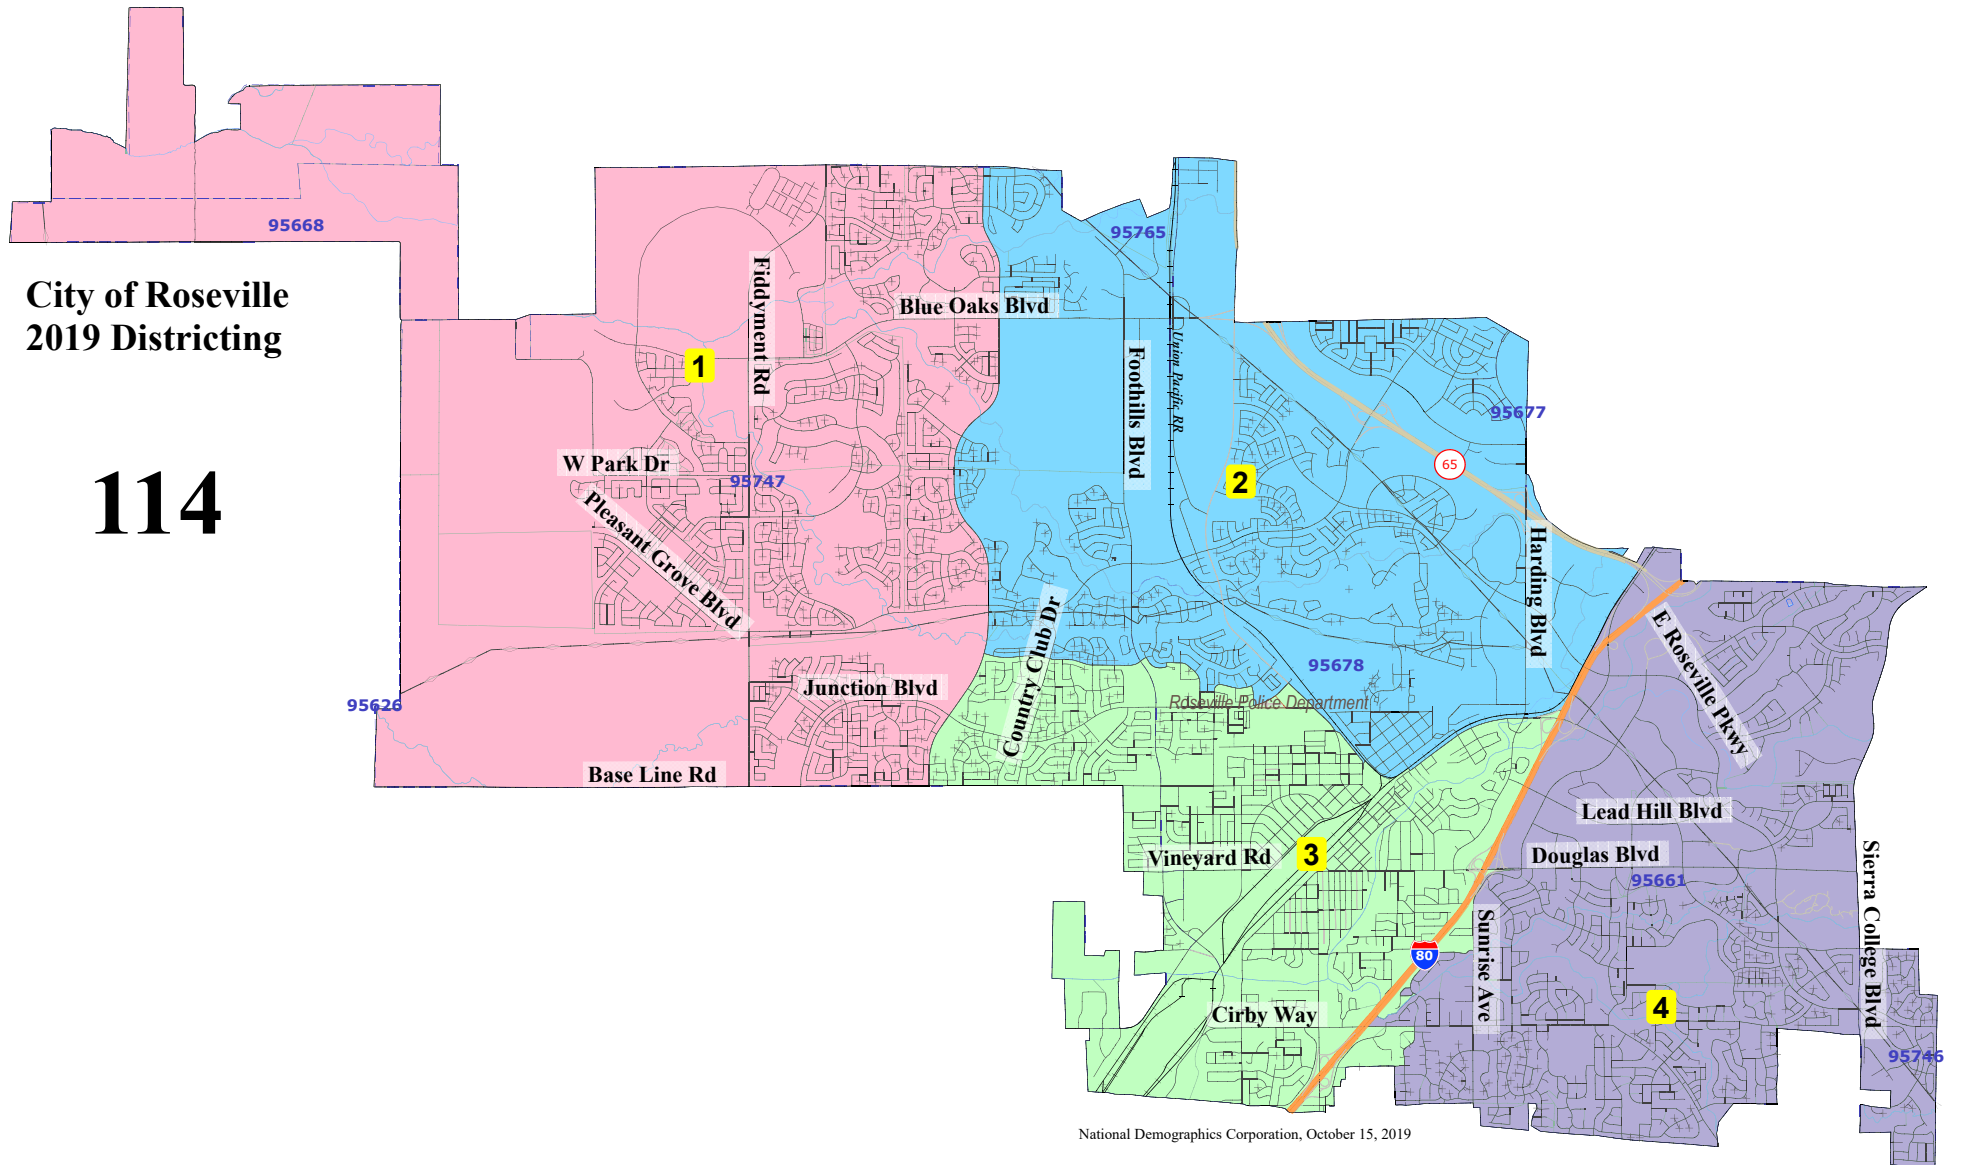 95668
95765
City of Roseville
2019 Districting
Fiddyment Rd
Blue Oaks Blvd
Foothills Blvd
Union Pacific RR
1
95677
114
W Park Dr
95747
2
65
Pleasant Grove Blvd
Harding Blvd
Country Club Dr
E Roseville Pkwy
95678
Junction Blvd
95626
Roseville Police Department
Base Line Rd
Lead Hill Blvd
Vineyard Rd
3
Douglas Blvd
95661
Sierra College Blvd
Sunrise Ave
80
Cirby Way
4
95746
National Demographics Corporation, October 15, 2019